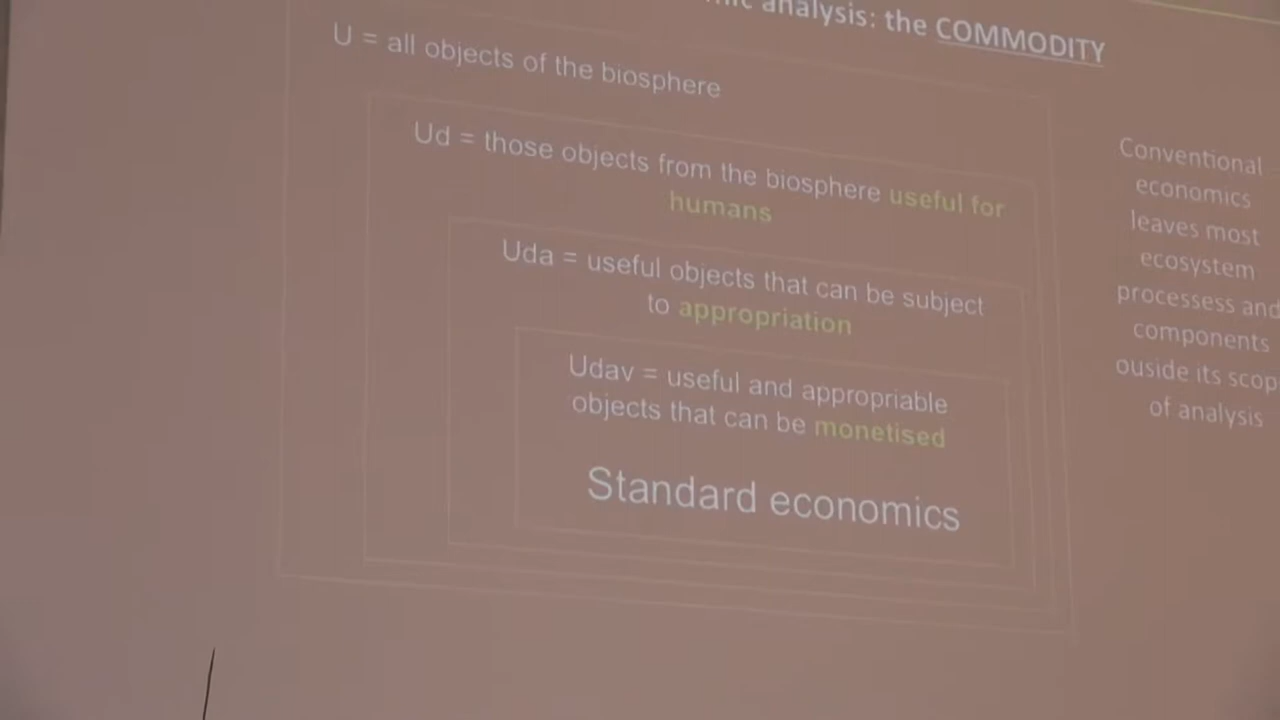 analysis: the COMMODITY
U = all objects of the biosphere
Ud = those objects from the biosphere useful for
humans
Uda = useful objects that can be subject
to appropriation
Udav = useful and appropriable
objects that can be monetised
Standard economics
Conventional
economics
leaves most
ecosystem
processess and
components
ouside its scop
of analysis